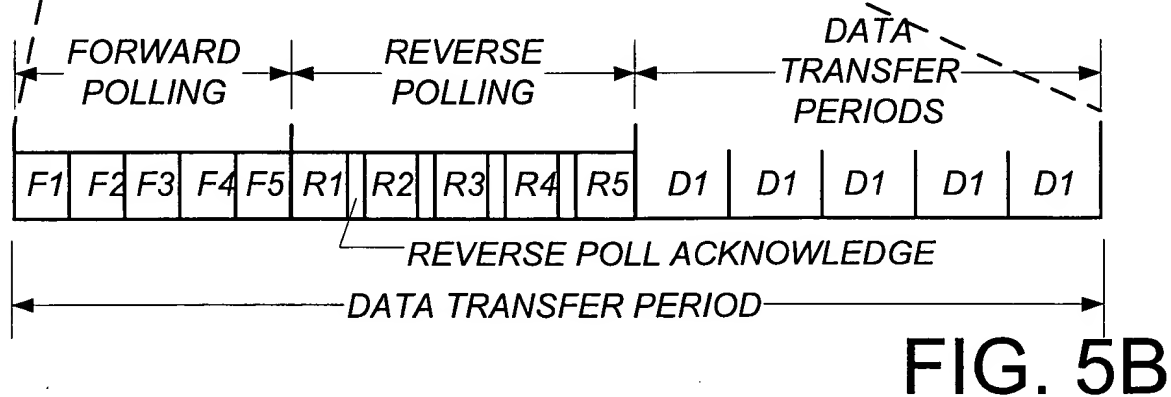 FORWARD POLLING
REVERSE POLLING
DATA TRANSFER PERIODS
F1 F2 F3 F4 F5 R1 R2 R3 R4 R5 D1 D1 D1 D1 D1
REVERSE POLL ACKNOWLEDGE
DATA TRANSFER PERIOD
FIG. 5B